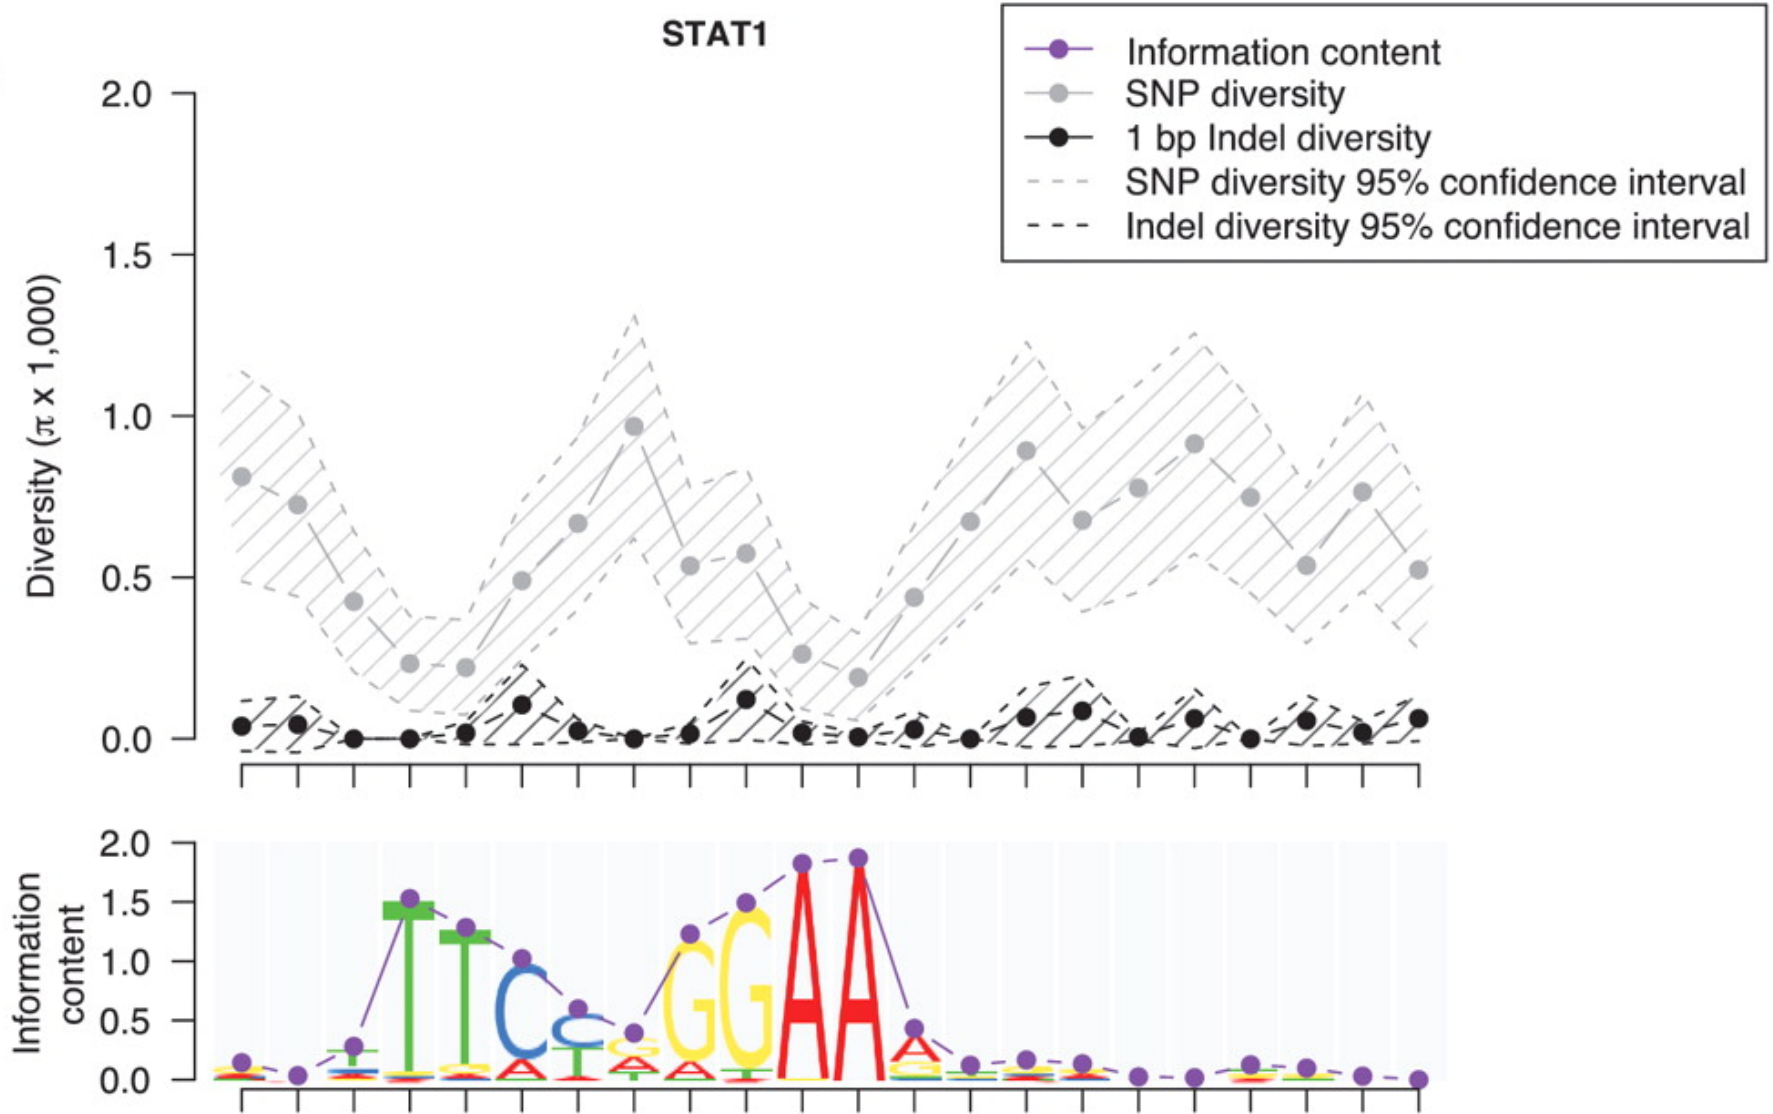 STAT1
Information content
SNP diversity
1 bp Indel diversity
SNP diversity 95% confidence interval
Indel diversity 95% confidence interval
Diversity (π x 1,000)
2.0
1.5
1.0
0.5
0.0
Information
content
2.0
1.5
1.0
0.5
0.0
T T C C G G G A A A